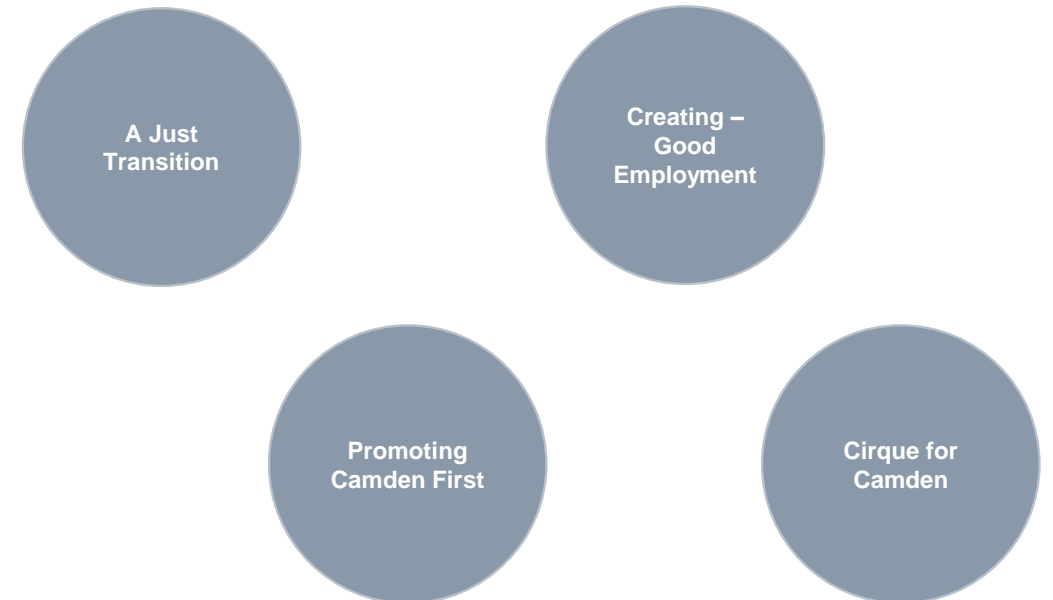 A Just
Transition
Creating –
Good
Employment
Promoting
Camden First
Cirque for
Camden